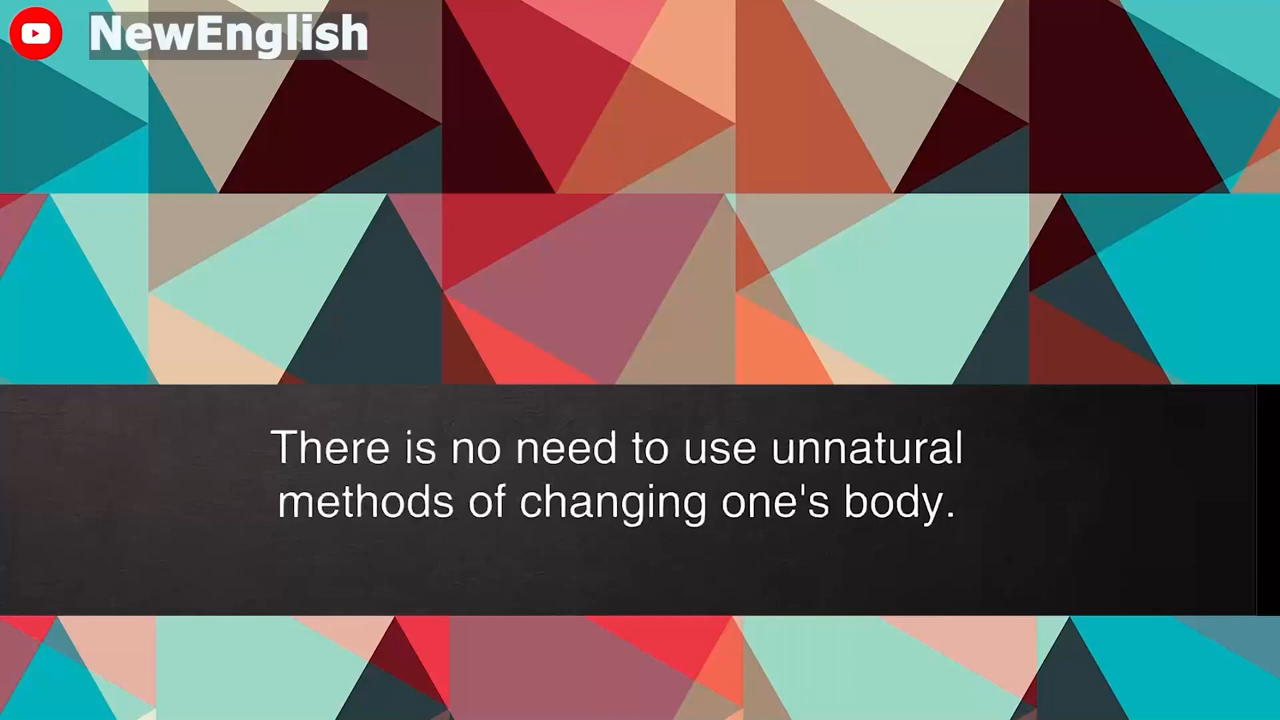 NewEnglish
There is no need to use unnatural
methods of changing one's body.